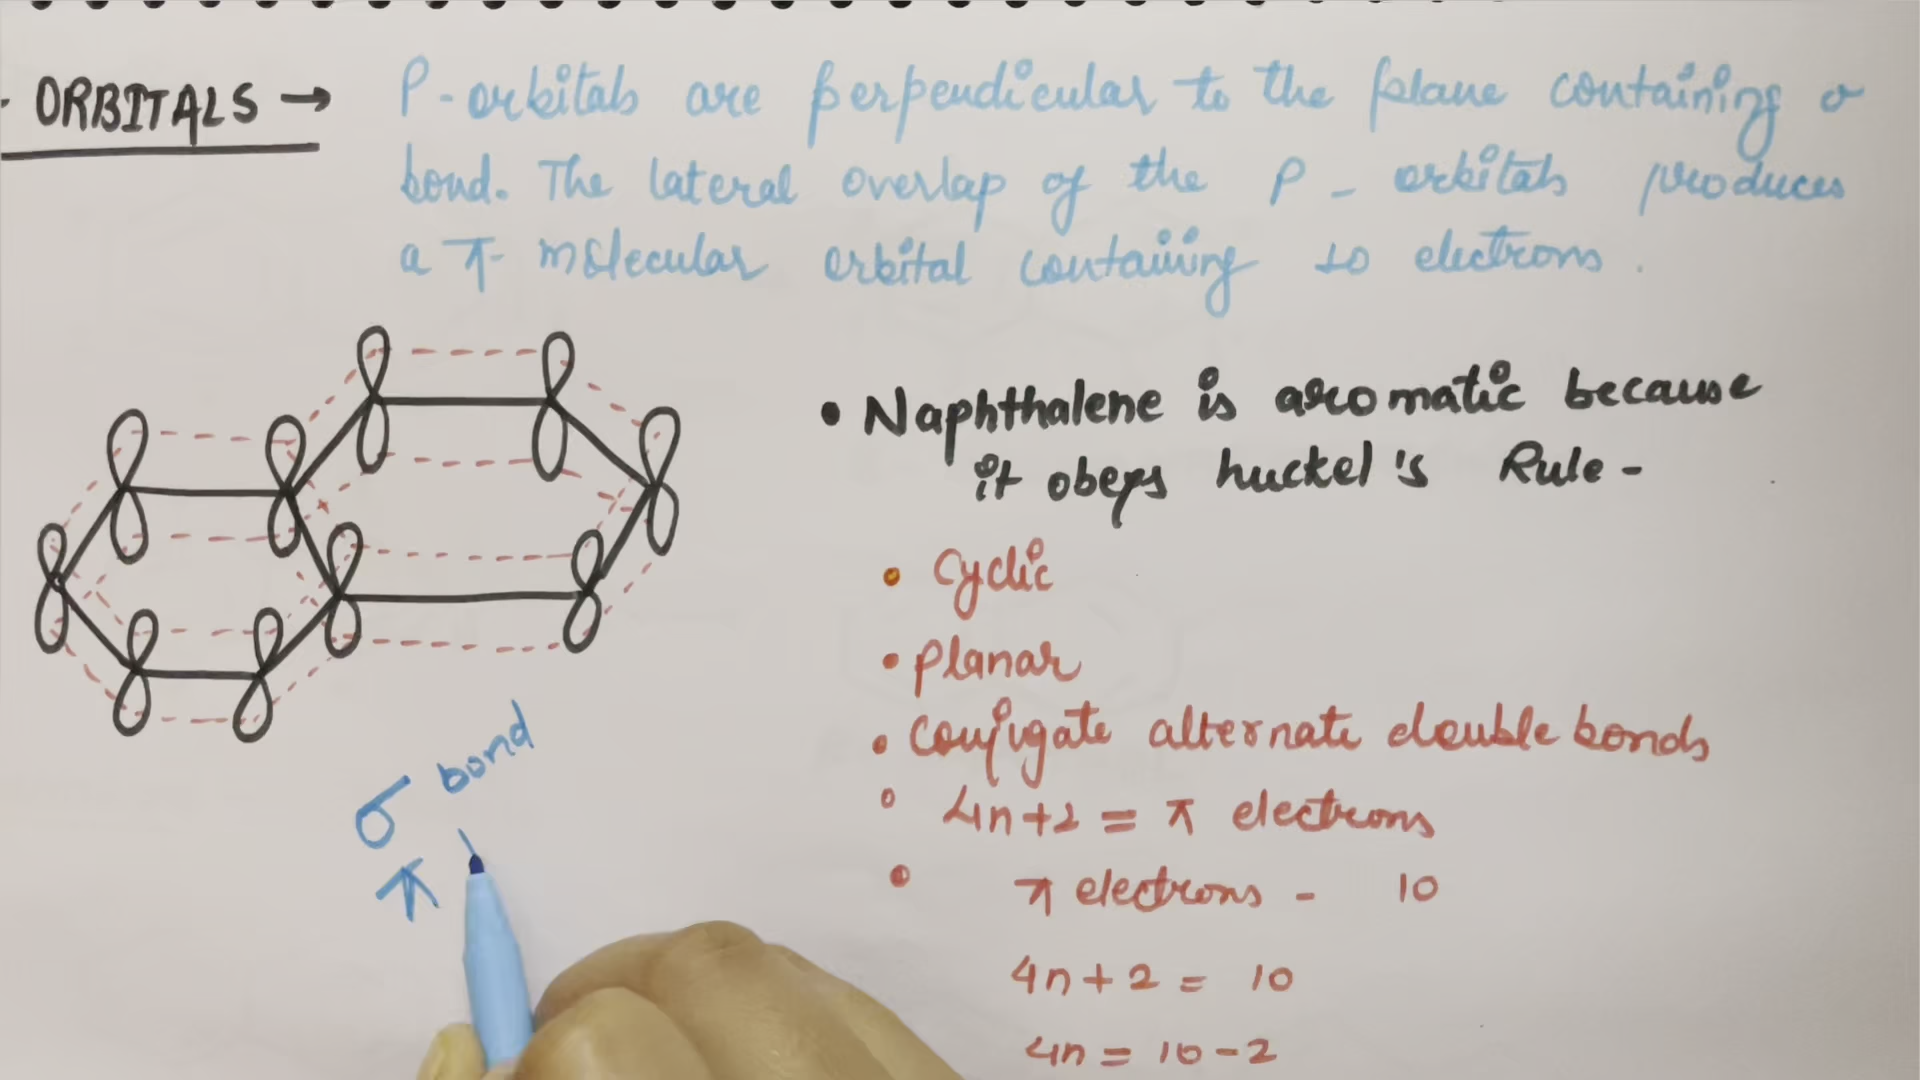 ORBITALS → P-orbitals are perpendicular to the plane containing σ
bond. The lateral overlap of the P - orbitals produces
a π molecular orbital containing 10 electrons.
• Naphthalene is aromatic because
it obeys huckel's Rule -
• Cyclic
• planar
• Conjugate alternate double bonds
• 4n+2 = π electrons
• π electrons - 10
4n + 2 = 10
4n = 10 - 2
σ bond
π